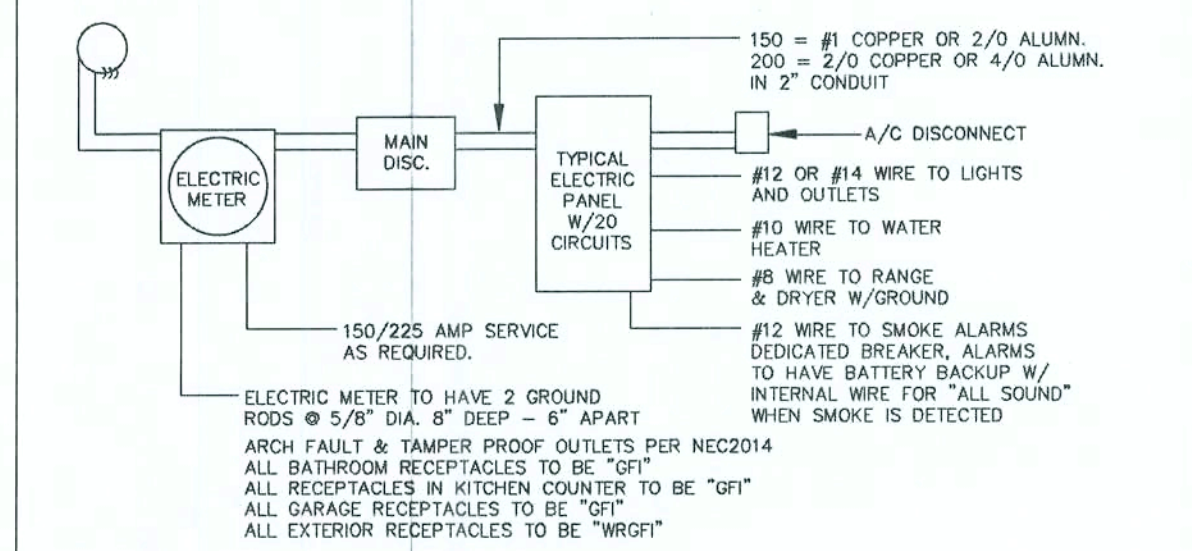 150 = #1 COPPER OR 2/0 ALUMN.
200 = 2/0 COPPER OR 4/0 ALUMN.
IN 2" CONDUIT
A/C DISCONNECT
MAIN
DISC.
TYPICAL
ELECTRIC
PANEL
W/20
CIRCUITS
ELECTRIC
METER
#12 OR #14 WIRE TO LIGHTS
AND OUTLETS
#10 WIRE TO WATER
HEATER
#8 WIRE TO RANGE
& DRYER W/GROUND
#12 WIRE TO SMOKE ALARMS
DEDICATED BREAKER, ALARMS
TO HAVE BATTERY BACKUP W/
INTERNAL WIRE FOR "ALL SOUND"
WHEN SMOKE IS DETECTED
150/225 AMP SERVICE
AS REQUIRED.
ELECTRIC METER TO HAVE 2 GROUND
RODS @ 5/8" DIA. 8" DEEP - 6" APART
ARCH FAULT & TAMPER PROOF OUTLETS PER NEC2014
ALL BATHROOM RECEPTACLES TO BE "GFI"
ALL RECEPTACLES IN KITCHEN COUNTER TO BE "GFI"
ALL GARAGE RECEPTACLES TO BE "GFI"
ALL EXTERIOR RECEPTACLES TO BE "WRGFI"